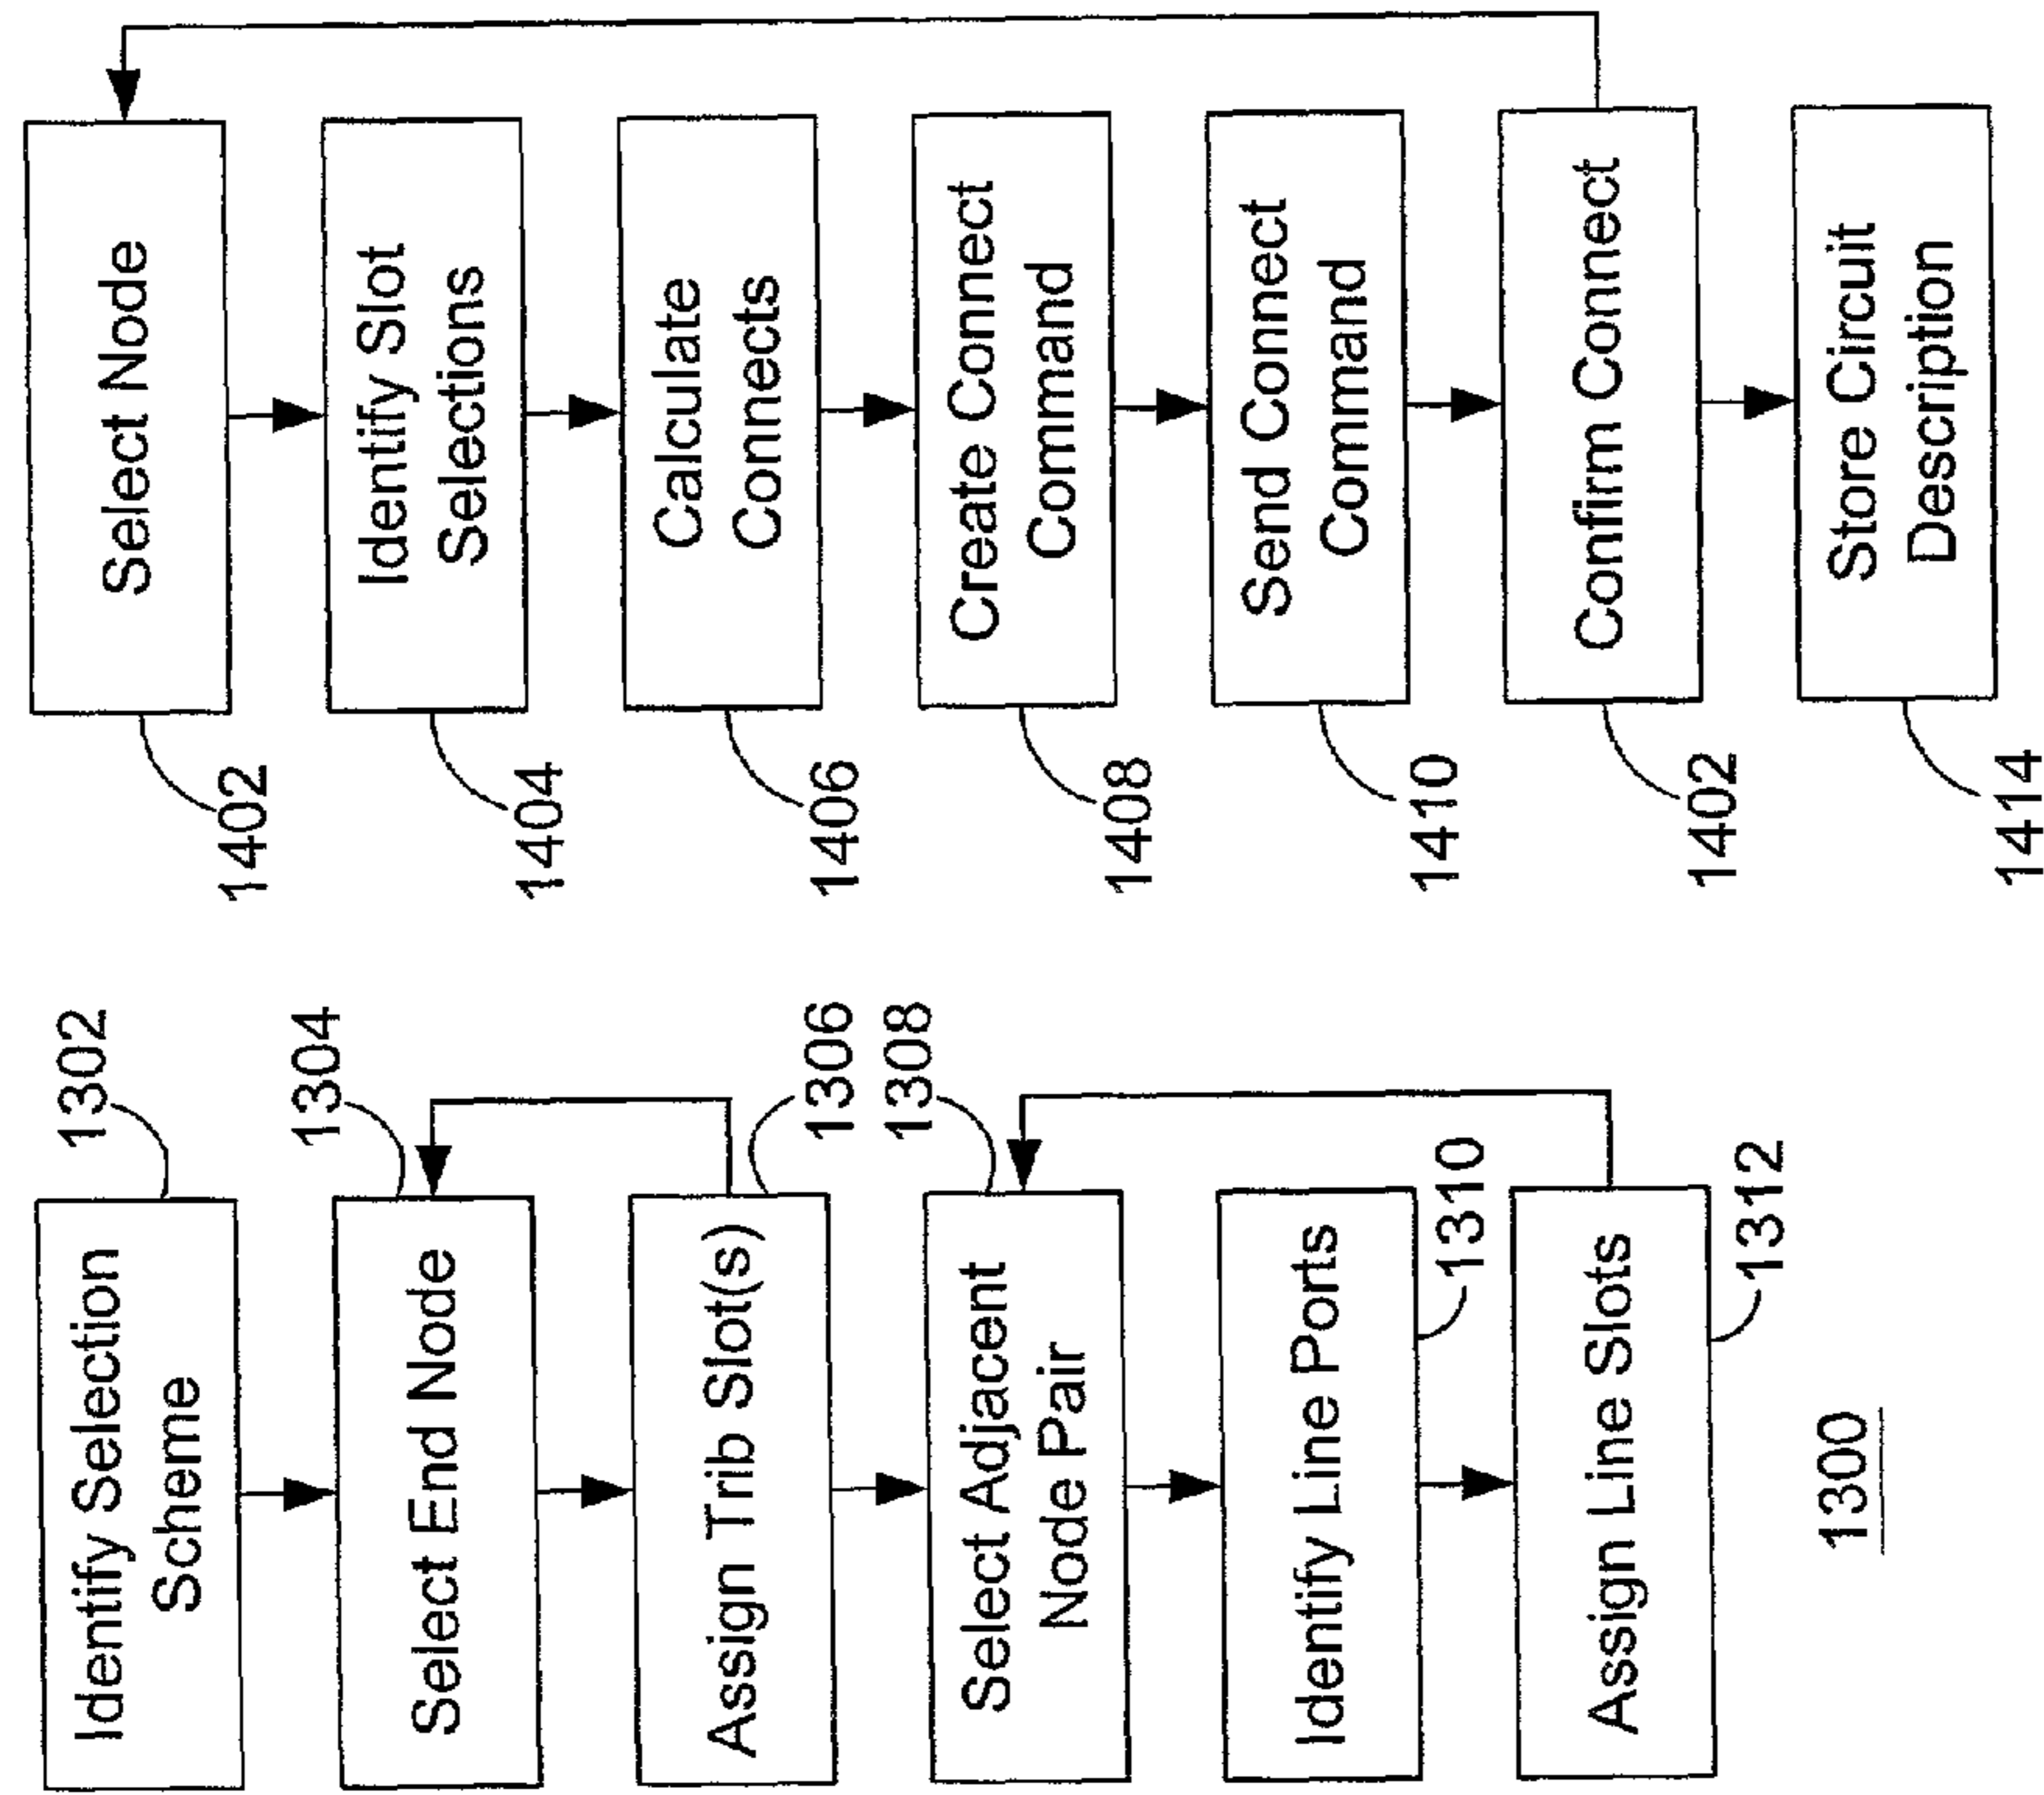 1302
Identify Selection
Scheme
1304
Select End Node
1306
Assign Trib Slot(s)
1308
Select Adjacent
Node Pair
1310
Identify Line Ports
1312
Assign Line Slots
1300
1402
Select Node
1404
Identify Slot
Selections
1406
Calculate
Connects
1408
Create Connect
Command
1410
Send Connect
Command
1402
Confirm Connect
1414
Store Circuit
Description